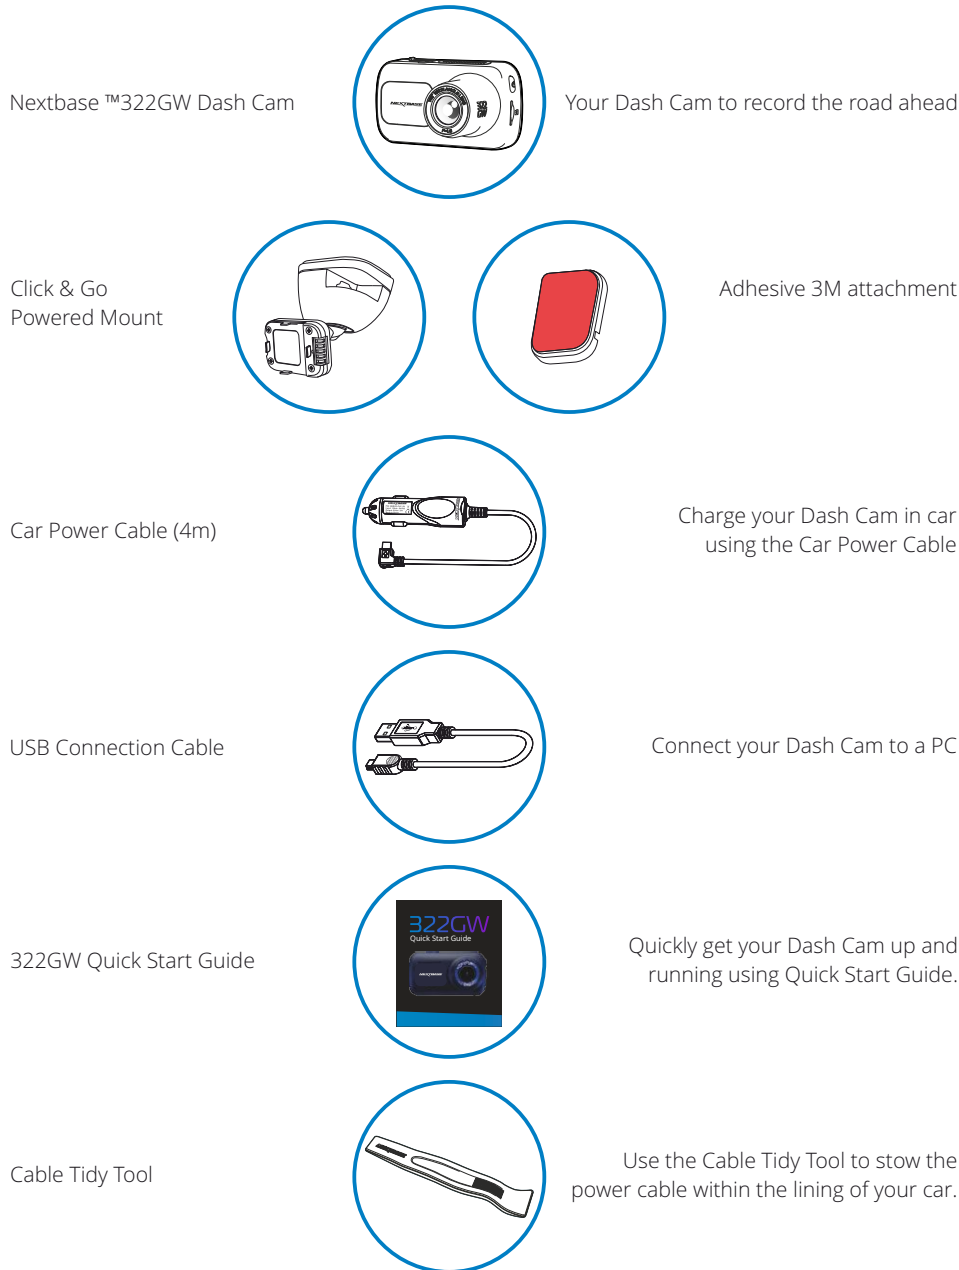 Nextbase ™322GW Dash Cam
NEXTBASE
Your Dash Cam to record the road ahead
Click & Go
Powered Mount
Adhesive 3M attachment
Car Power Cable (4m)
Charge your Dash Cam in car
using the Car Power Cable
USB Connection Cable
Connect your Dash Cam to a PC
322GW Quick Start Guide
322GW
Quick Start Guide
NEXTBASE
Quickly get your Dash Cam up and
running using Quick Start Guide.
Cable Tidy Tool
Use the Cable Tidy Tool to stow the
power cable within the lining of your car.